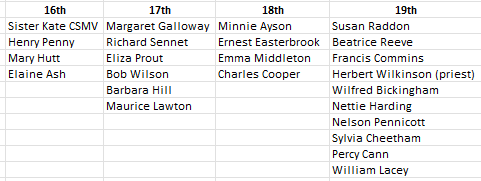 16th 17th 18th 19th
Sister Kate CSMV Margaret Galloway Minnie Ayson Susan Raddon
Henry Penny Richard Sennet Ernest Easterbrook Beatrice Reeve
Mary Hutt Eliza Prout Emma Middleton Francis Commins
Elaine Ash Bob Wilson Charles Cooper Herbert Wilkinson (priest)
Barbara Hill Wilfred Bickingham
Maurice Lawton Nettie Harding
Nelson Pennicott
Sylvia Cheetham
Percy Cann
William Lacey